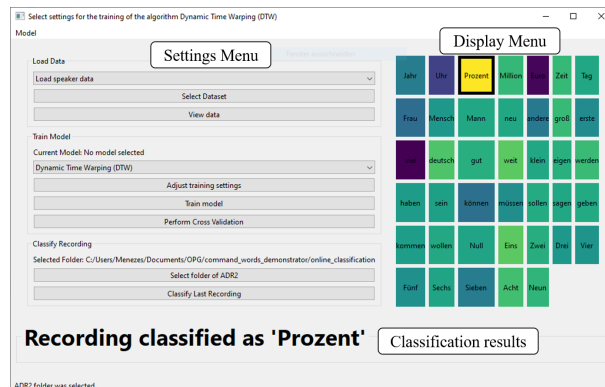 Select settings for the training of the algorithm Dynamic Time Warping (DTW)
Model
Settings Menu
Display Menu
Load Data
Load speaker data
Select Dataset
View data
Train Model
Current Model: No model selected
Dynamic Time Warping (DTW)
Adjust training settings
Train model
Perform Cross Validation
Classify Recording
Selected Folder: C:/Users/Menezes/Documents/OPG/command_words_demonstrator/online_classification
Select folder of ADR2
Classify Last Recording
Jahr Uhr Prozent Million Euro Zeit Tag
Frau Mensch Mann neu andere groß erste
deutsch gut weit klein eigen werden
haben sein können müssen sollen sagen geben
kommen wollen Null Eins Zwei Drei Vier
Fünf Sechs Sieben Acht Neun
Recording classified as 'Prozent'
Classification results
ADR2 folder was selected